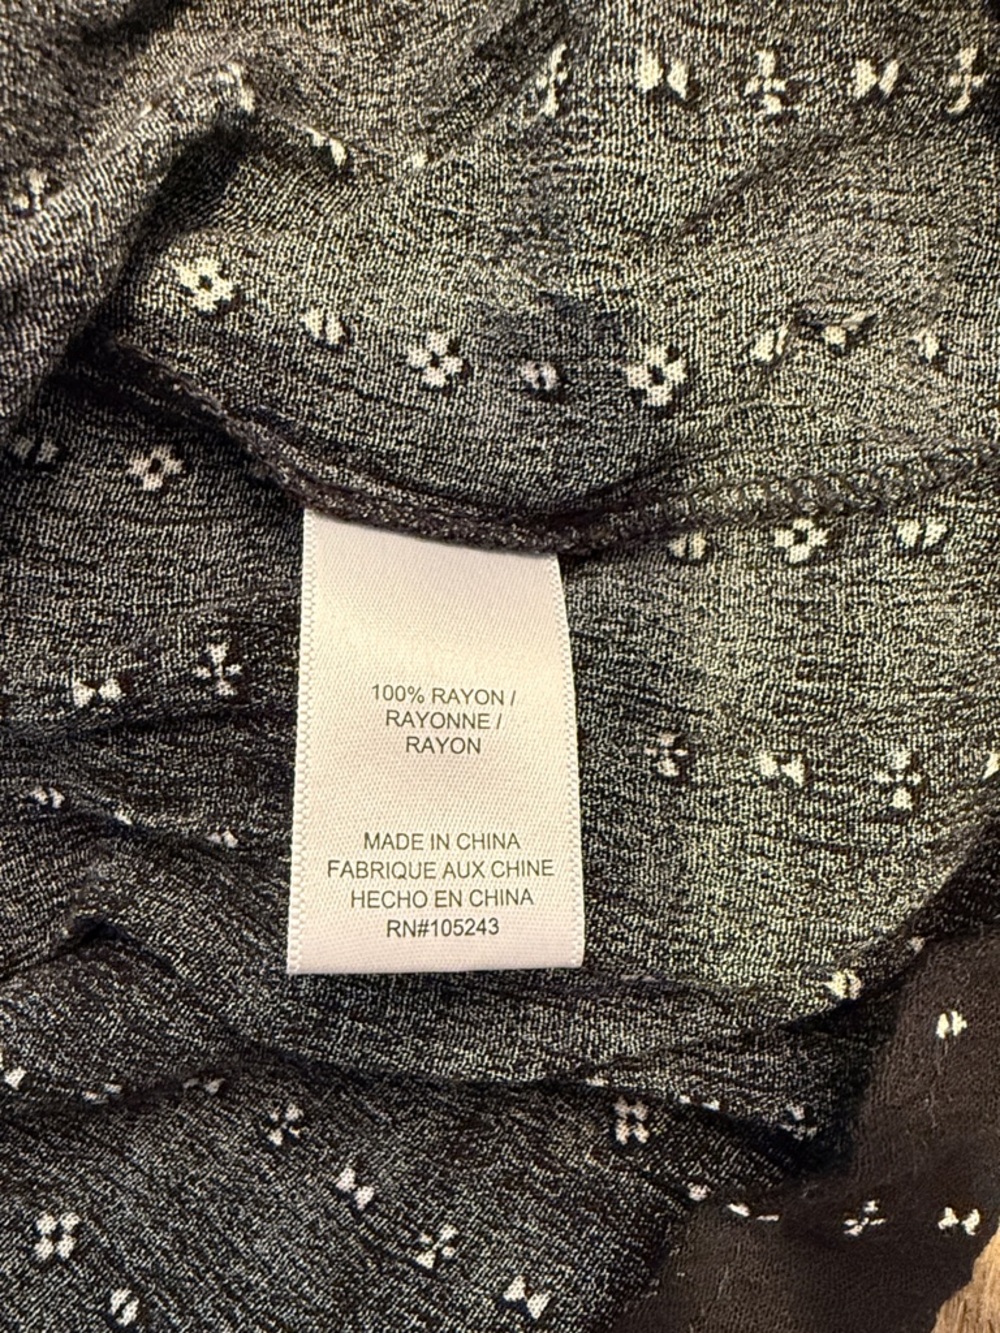 100% RAYON /
RAYONNE /
RAYON
MADE IN CHINA
FABRIQUE AUX CHINE
HECHO EN CHINA
RN#105243